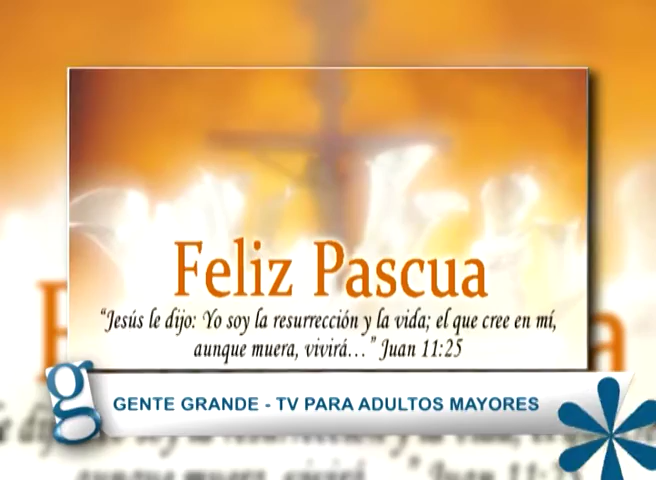 Feliz Pascua
"Jesús le dijo: Yo soy la resurrección y la vida; el que cree en mí,
aunque muera, vivirá..." Juan 11:25
g
GENTE GRANDE - TV PARA ADULTOS MAYORES